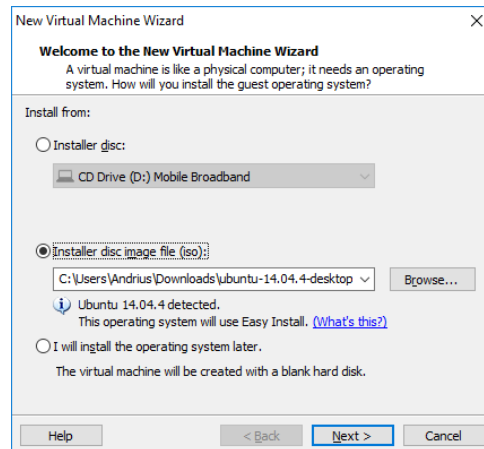 New Virtual Machine Wizard
Welcome to the New Virtual Machine Wizard
A virtual machine is like a physical computer; it needs an operating
system. How will you install the guest operating system?
Install from:
Installer disc:
CD Drive (D:) Mobile Broadband
Installer disc image file (iso):
C:\Users\Andrius\Downloads\ubuntu-14.04.4-desktop
Browse...
Ubuntu 14.04.4 detected.
This operating system will use Easy Install. (What's this?)
I will install the operating system later.
The virtual machine will be created with a blank hard disk.
Help
< Back
Next >
Cancel